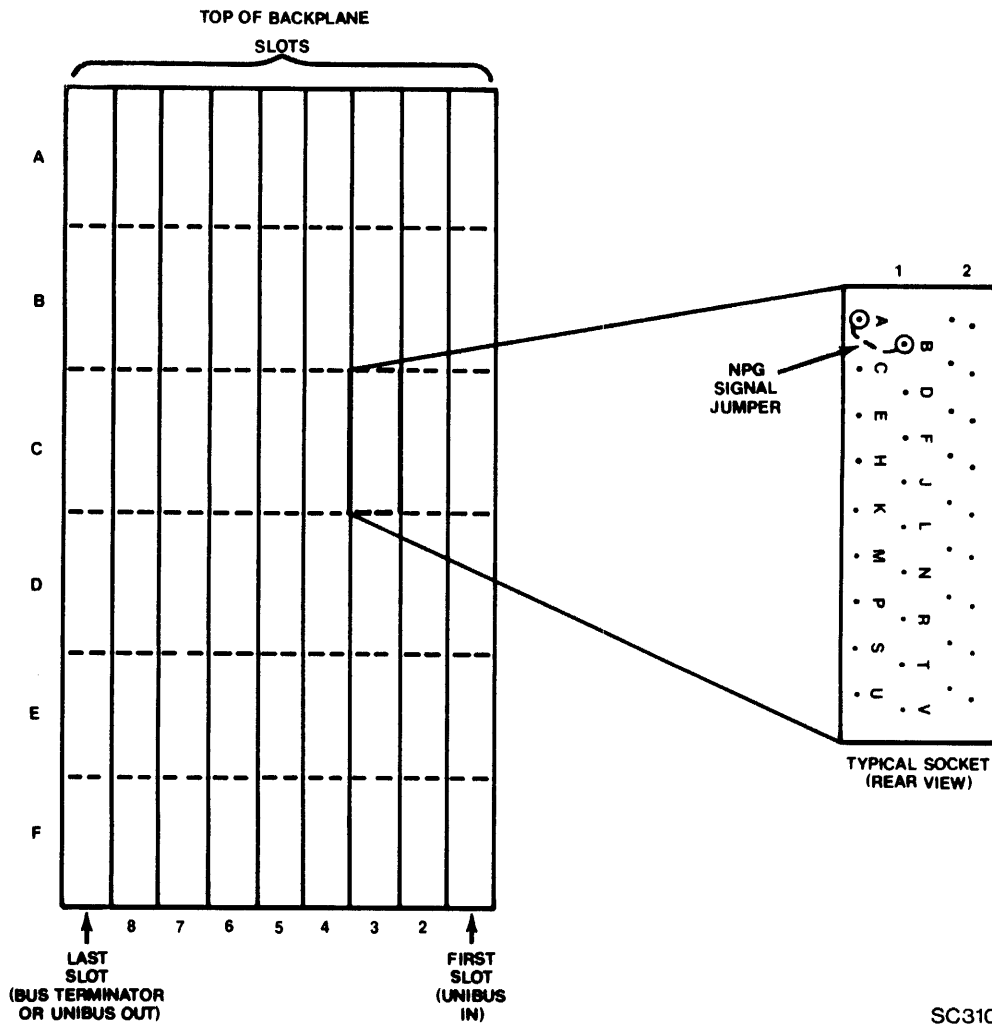 TOP OF BACKPLANE
SLOTS
A
B
C
D
E
F
1 2
A
B
C
D
E
F
H
J
K
L
M
N
P
R
S
T
U
V
NPG
SIGNAL
JUMPER
TYPICAL SOCKET
(REAR VIEW)
8 7 6 5 4 3 2
LAST
SLOT
(BUS TERMINATOR
OR UNIBUS OUT)
FIRST
SLOT
(UNIBUS
IN)
SC310